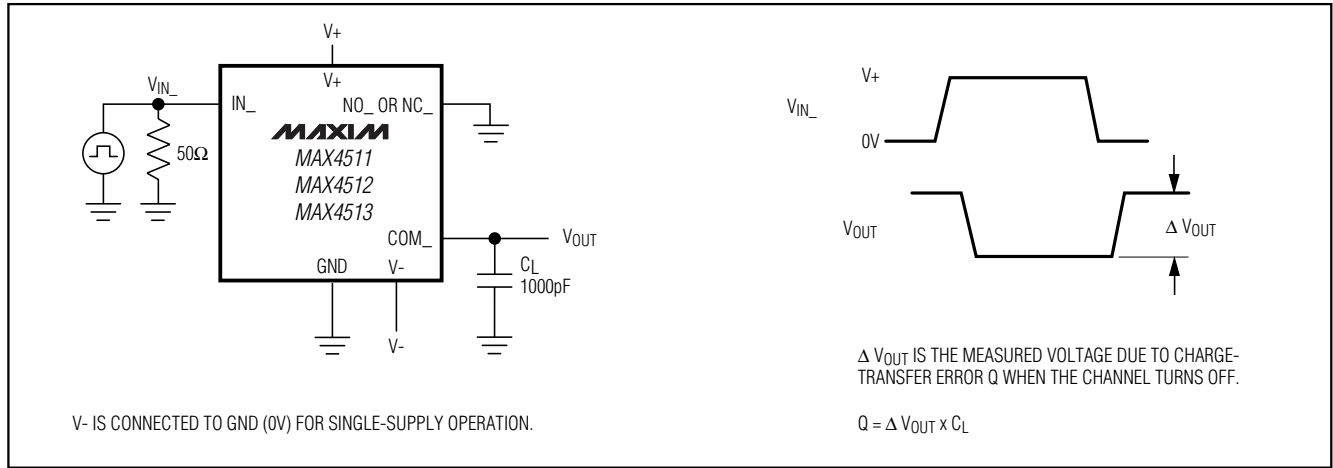 V+
V+
VIN_
IN_
NO_ OR NC_
50Ω
MAXIM
MAX4511
MAX4512
MAX4513
COM_
VOUT
GND
V-
CL
1000pF
V-
V- IS CONNECTED TO GND (0V) FOR SINGLE-SUPPLY OPERATION.
V+
VIN_
0V
VOUT
Δ VOUT
Δ VOUT IS THE MEASURED VOLTAGE DUE TO CHARGE-
TRANSFER ERROR Q WHEN THE CHANNEL TURNS OFF.
Q = Δ VOUT x CL